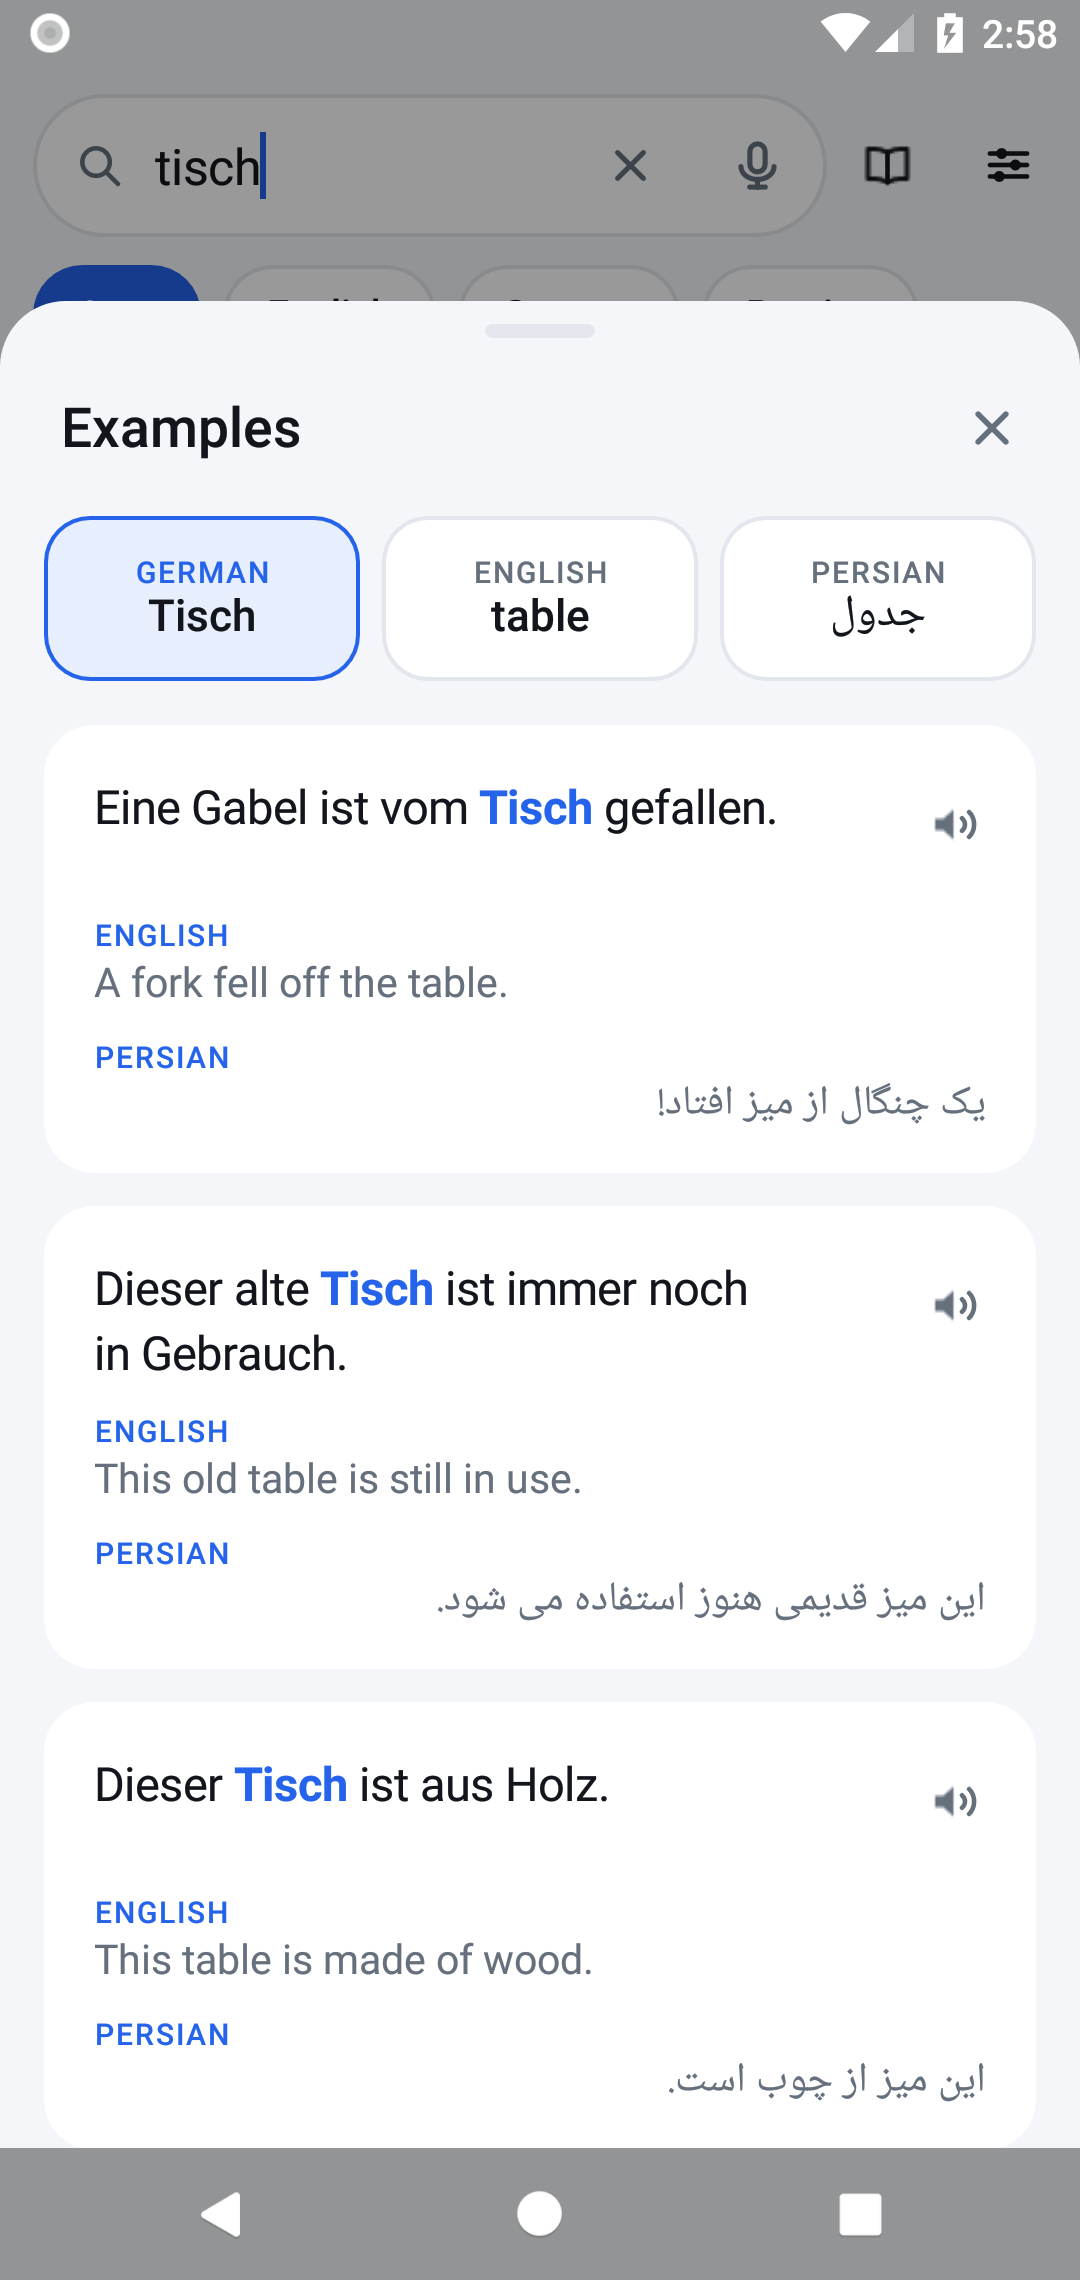 2:58
tisch
Examples
GERMAN
Tisch
ENGLISH
table
PERSIAN
جدول
Eine Gabel ist vom Tisch gefallen.
ENGLISH
A fork fell off the table.
PERSIAN
یک چنگال از میز افتاد!
Dieser alte Tisch ist immer noch
in Gebrauch.
ENGLISH
This old table is still in use.
PERSIAN
این میز قدیمی هنوز استفاده می شود.
Dieser Tisch ist aus Holz.
ENGLISH
This table is made of wood.
PERSIAN
این میز از چوب است.